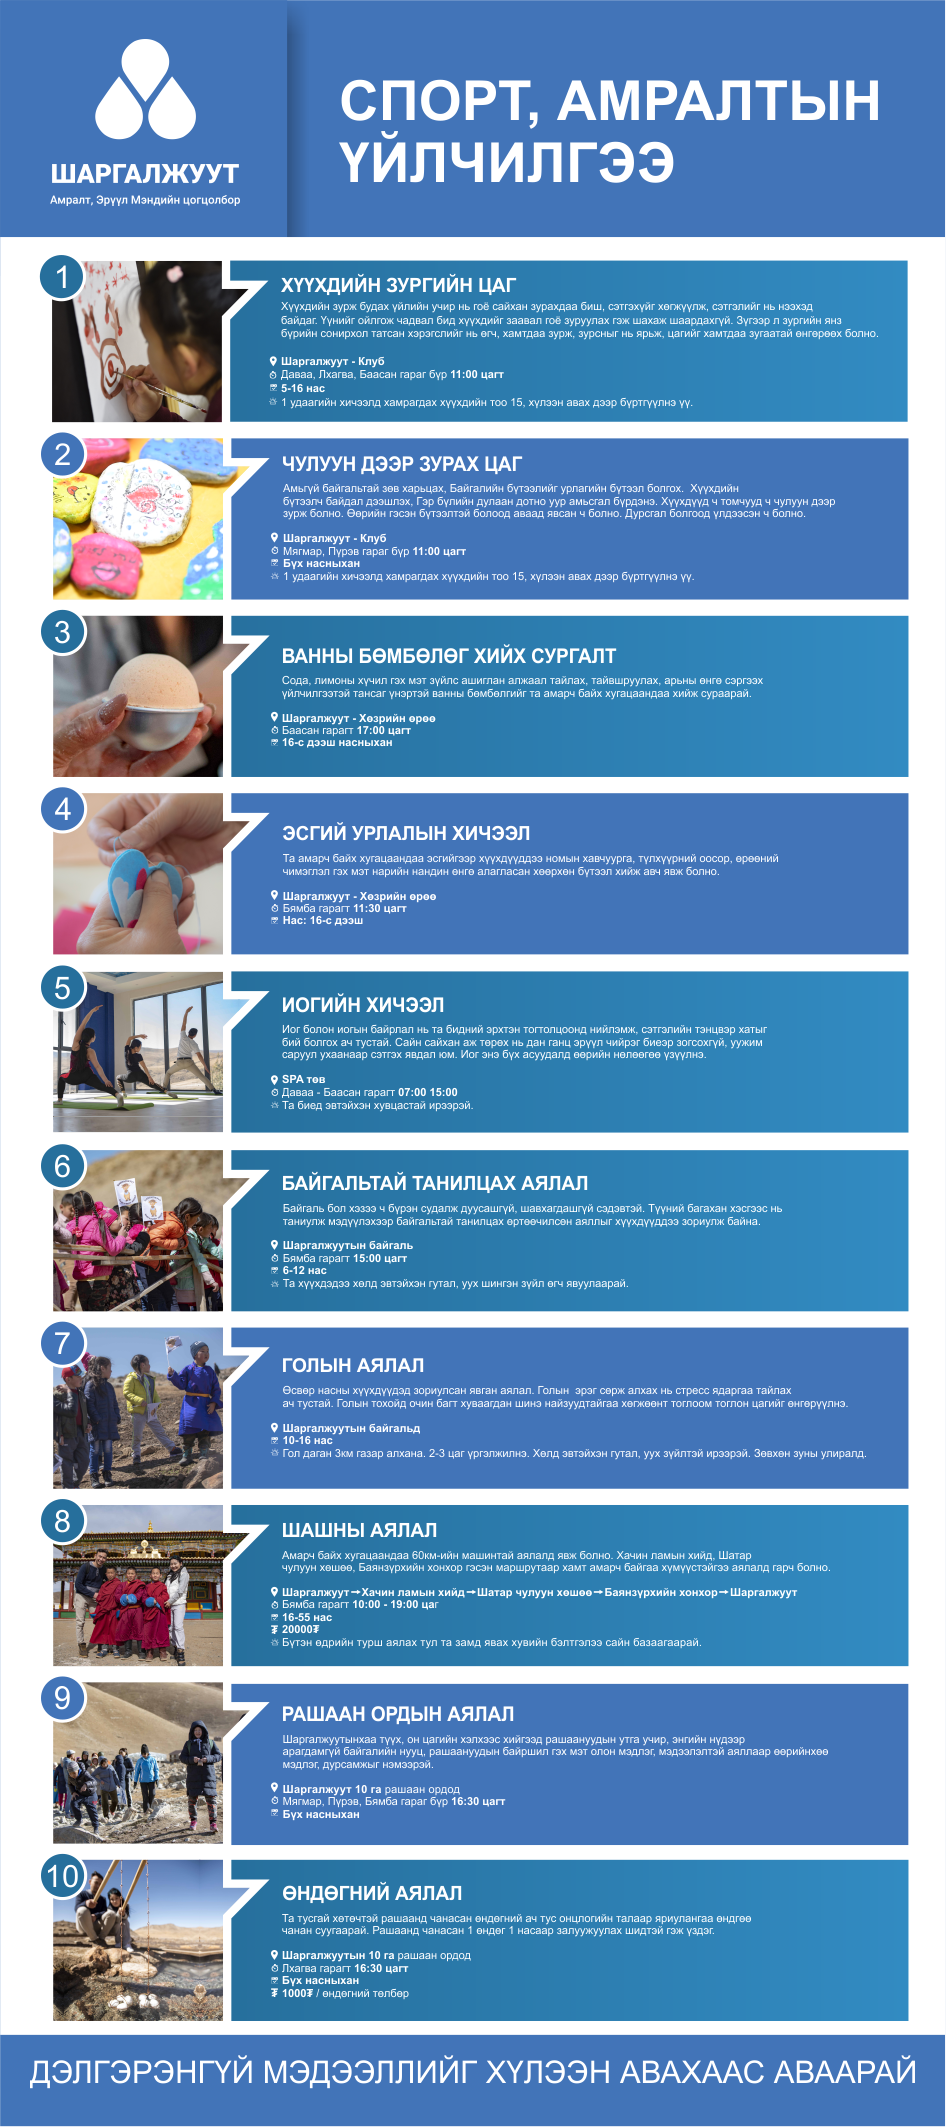 ШАРГАЛЖУУТ
Амралт, Эрүүл Мэндийн цогцолбор
СПОРТ, АМРАЛТЫН
ҮЙЛЧИЛГЭЭ
1
ХҮҮХДИЙН ЗУРГИЙН ЦАГ
Хүүхдийн зурж будах үйлийн учир нь гоё сайхан зурахдаа биш, сэтгэхүйг хөгжүүлж, сэтгэлийг нь нээхэд
байдаг. Үүнийг ойлгож чадвал бид хүүхдийг заавал гоё зуруулах гэж шахаж шаардахгүй. Зүгээр л зургийн янз
бүрийн сонирхол татсан хэрэгслийг нь өгч, хамтдаа зурж, зурсныг нь ярьж, цагийг хамтдаа зугаатай өнгөрөөх болно.
Шаргалжуут - Клуб
Даваа, Лхагва, Баасан гараг бүр 11:00 цагт
5-16 нас
1 удаагийн хичээлд хамрагдах хүүхдийн тоо 15, хүлээн авах дээр бүртгүүлнэ үү.
2
ЧУЛУУН ДЭЭР ЗУРАХ ЦАГ
Амьгүй байгальтай зөв харьцах, Байгалийн бүтээлийг урлагийн бүтээл болгох. Хүүхдийн
бүтээлч байдал дээшлэх, Гэр бүлийн дулаан дотно уур амьсгал бүрдэнэ. Хүүхдүүд ч томчууд ч чулуун дээр
зурж болно. Өөрийн гэсэн бүтээлтэй болоод аваад явсан ч болно. Дурсгал болгоод үлдээсэн ч болно.
Шаргалжуут - Клуб
Мягмар, Пүрэв гараг бүр 11:00 цагт
Бүх насныхан
1 удаагийн хичээлд хамрагдах хүүхдийн тоо 15, хүлээн авах дээр бүртгүүлнэ үү.
3
ВАННЫ БӨМБӨЛӨГ ХИЙХ СУРГАЛТ
Сода, лимоны хүчил гэх мэт зүйлс ашиглан алжаал тайлах, тайвшруулах, арьны өнгө сэргээх
үйлчилгээтэй тансаг үнэртэй ванны бөмбөлгийг та амарч байх хугацаандаа хийж сураарай.
Шаргалжуут - Хөзрийн өрөө
Баасан гарагт 17:00 цагт
16-с дээш насныхан
4
ЭСГИЙ УРЛАЛЫН ХИЧЭЭЛ
Та амарч байх хугацаандаа эсгийгээр хүүхдүүддээ номын хавчуурга, түлхүүрний оосор, өрөөний
чимэглэл гэх мэт нарийн нандин өнгө алагласан хөөрхөн бүтээл хийж авч явж болно.
Шаргалжуут - Хөзрийн өрөө
Бямба гарагт 11:30 цагт
Нас: 16-с дээш
5
ИОГИЙН ХИЧЭЭЛ
Иог болон иогын байрлал нь та бидний эрхтэн тогтолцоонд нийлэмж, сэтгэлийн тэнцвэр хатыг
бий болгох ач тустай. Сайн сайхан аж төрөх нь дан ганц эрүүл чийрэг биеэр зогсохгүй, уужим
саруул ухаанаар сэтгэх явдал юм. Иог энэ бүх асуудалд өөрийн нөлөөгөө үзүүлнэ.
SPA төв
Даваа - Баасан гарагт 07:00 15:00
Та биед эвтэйхэн хувцастай ирээрэй.
6
БАЙГАЛЬТАЙ ТАНИЛЦАХ АЯЛАЛ
Байгаль бол хэзээ ч бүрэн судалж дуусашгүй, шавхагдашгүй сэдэвтэй. Түүний багахан хэсгээс нь
таниулж мэдүүлэхээр байгальтай танилцах өртөөчилсөн аяллыг хүүхдүүддээ зориулж байна.
Шаргалжуутын байгаль
Бямба гарагт 15:00 цагт
6-12 нас
Та хүүхдэдээ хөлд эвтэйхэн гутал, уух шингэн зүйл өгч явуулаарай.
7
ГОЛЫН АЯЛАЛ
Өсвөр насны хүүхдүүдэд зориулсан явган аялал. Голын эрэг сөрж алхах нь стресс ядаргаа тайлах
ач тустай. Голын тохойд очин багт хуваагдан шинэ найзуудтайгаа хөгжөөнт тоглоом тоглон цагийг өнгөрүүлнэ.
Шаргалжуутын байгальд
10-16 нас
Гол даган 3км газар алхана. 2-3 цаг үргэлжилнэ. Хөлд эвтэйхэн гутал, уух зүйлтэй ирээрэй. Зөвхөн зуны улиралд.
8
ШАШНЫ АЯЛАЛ
Амарч байх хугацаандаа 60км-ийн машинтай аялалд явж болно. Хачин ламын хийд, Шатар
чулуун хөшөө, Баянзүрхийн хонхор гэсэн маршрутаар хамт амарч байгаа хүмүүстэйгээ аялалд гарч болно.
Шаргалжуут→Хачин ламын хийд→Шатар чулуун хөшөө→Баянзүрхийн хонхор→Шаргалжуут
Бямба гарагт 10:00 - 19:00 цаг
16-55 нас
₮ 20000₮
Бүтэн өдрийн турш аялах тул та замд явах хувийн бэлтгэлээ сайн базаагаарай.
9
РАШААН ОРДЫН АЯЛАЛ
Шаргалжуутынхаа түүх, он цагийн хэлхээс хийгээд рашаануудын утга учир, энгийн нүдээр
арагдамгүй байгалийн нууц, рашаануудын байршил гэх мэт олон мэдлэг, мэдээлэлтэй аяллаар өөрийнхөө
мэдлэг, дурсамжыг нэмээрэй.
Шаргалжуут 10 га рашаан ордод
Мягмар, Пүрэв, Бямба гараг бүр 16:30 цагт
Бүх насныхан
10
ӨНДӨГНИЙ АЯЛАЛ
Та тусгай хөтөчтэй рашаанд чанасан өндөгний ач тус онцлогийн талаар яриулангаа өндгөө
чанан суугаарай. Рашаанд чанасан 1 өндөг 1 насаар залуужуулах шидтэй гэж үздэг.
Шаргалжуутын 10 га рашаан ордод
Лхагва гарагт 16:30 цагт
Бүх насныхан
₮ 1000₮ / өндөгний төлбөр
ДЭЛГЭРЭНГҮЙ МЭДЭЭЛЛИЙГ ХҮЛЭЭН АВАХААС АВААРАЙ